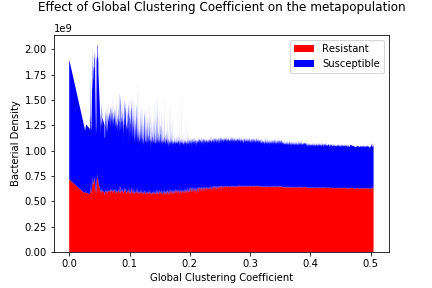 Effect of Global Clustering Coefficient on the metapopulation
1e9
2.00
1.75
1.50
1.25
1.00
0.75
0.50
0.25
0.00
Bacterial Density
Resistant
Susceptible
0.0 0.1 0.2 0.3 0.4 0.5
Global Clustering Coefficient